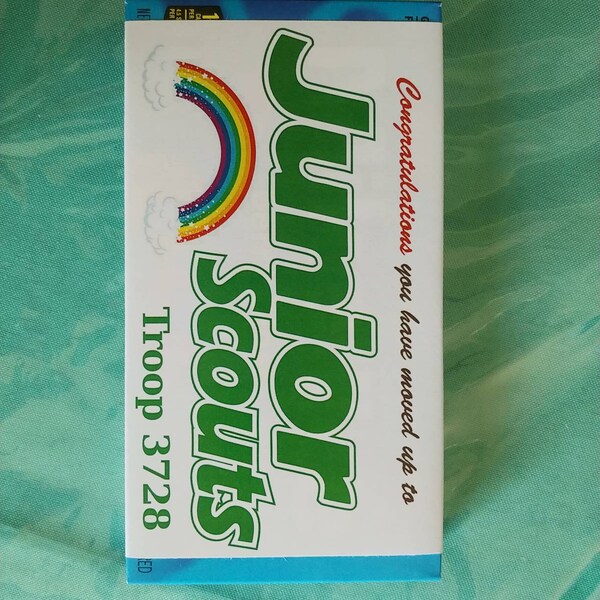 Congratulations you have moved up to
Junior
Scouts
Troop 3728